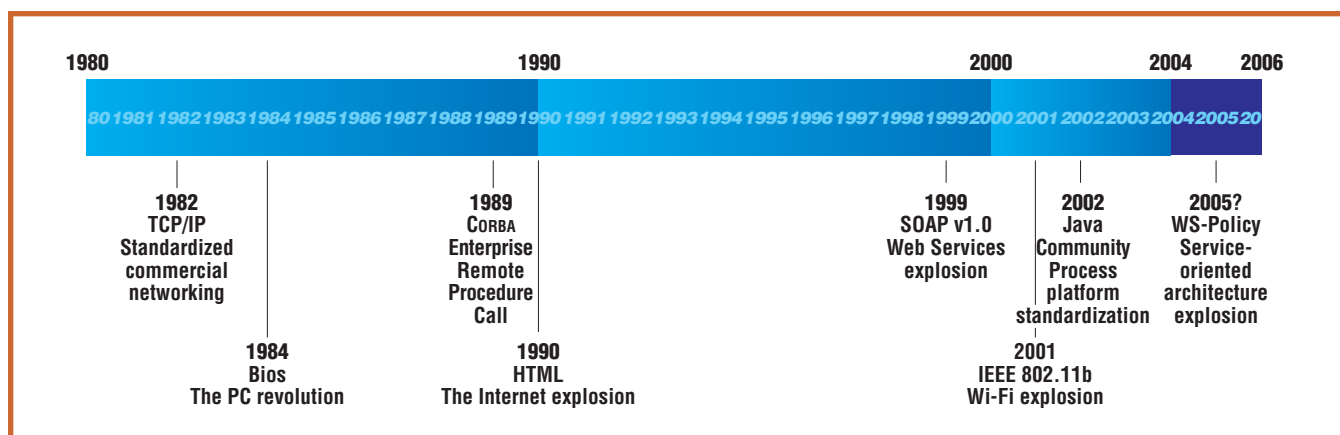 1980 1990 2000 2004 2006
80 1981 1982 1983 1984 1985 1986 1987 1988 1989 1990 1991 1992 1993 1994 1995 1996 1997 1998 1999 2000 2001 2002 2003 2004 2005 20
1982
TCP/IP
Standardized
commercial
networking
1984
Bios
The PC revolution
1989
CORBA
Enterprise
Remote
Procedure
Call
1990
HTML
The Internet explosion
1999
SOAP v1.0
Web Services
explosion
2001
IEEE 802.11b
Wi-Fi explosion
2002
Java
Community
Process
platform
standardization
2005?
WS-Policy
Service-
oriented
architecture
explosion